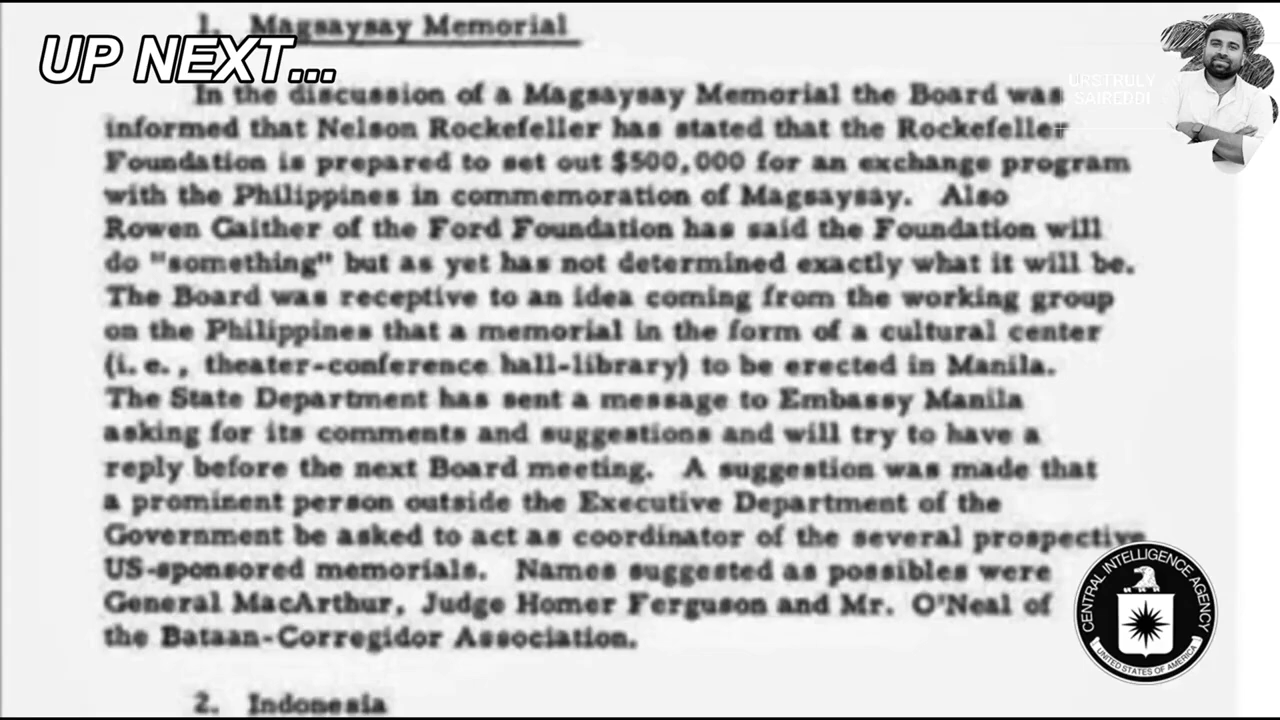 1. Magsaysay Memorial
UP NEXT...
URSTRULY
SAIREDDI
In the discussion of a Magsaysay Memorial the Board was
informed that Nelson Rockefeller has stated that the Rockefeller
Foundation is prepared to set out $500,000 for an exchange program
with the Philippines in commemoration of Magsaysay. Also
Rowen Gaither of the Ford Foundation has said the Foundation will
do "something" but as yet has not determined exactly what it will be.
The Board was receptive to an idea coming from the working group
on the Philippines that a memorial in the form of a cultural center
(i. e. , theater-conference hall-library) to be erected in Manila.
The State Department has sent a message to Embassy Manila
asking for its comments and suggestions and will try to have a
reply before the next Board meeting. A suggestion was made that
a prominent person outside the Executive Department of the
Government be asked to act as coordinator of the several prospective
US-sponsored memorials. Names suggested as possibles were
General MacArthur, Judge Homer Ferguson and Mr. O'Neal of
the Bataan-Corregidor Association.
CENTRAL INTELLIGENCE AGENCY
UNITED STATES OF AMERICA
2. Indonesia